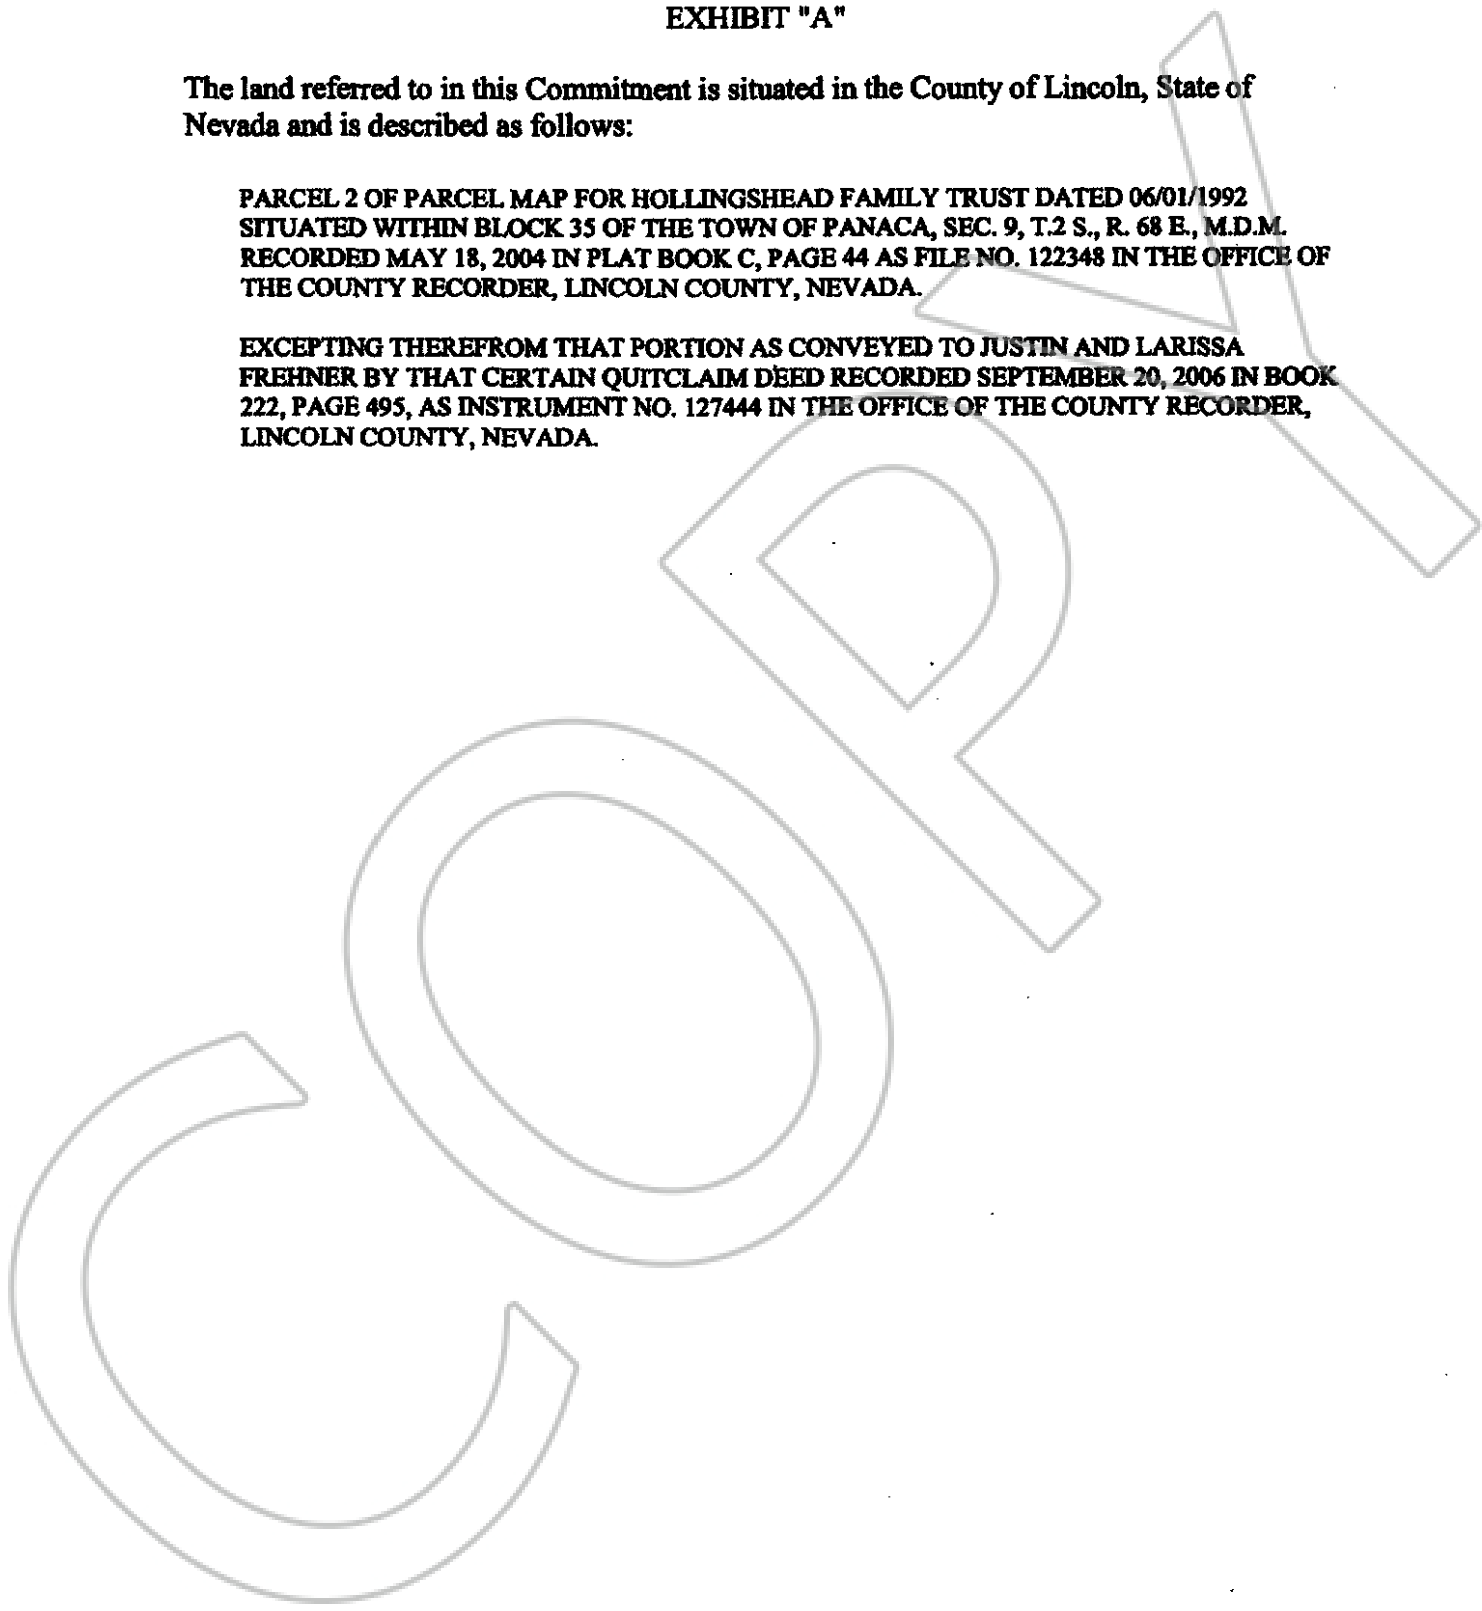 EXHIBIT "A"
The land referred to in this Commitment is situated in the County of Lincoln, State of
Nevada and is described as follows:
PARCEL 2 OF PARCEL MAP FOR HOLLINGSHEAD FAMILY TRUST DATED 06/01/1992
SITUATED WITHIN BLOCK 35 OF THE TOWN OF PANACA, SEC. 9, T.2 S., R. 68 E., M.D.M.
RECORDED MAY 18, 2004 IN PLAT BOOK C, PAGE 44 AS FILE NO. 122348 IN THE OFFICE OF
THE COUNTY RECORDER, LINCOLN COUNTY, NEVADA.
EXCEPTING THEREFROM THAT PORTION AS CONVEYED TO JUSTIN AND LARISSA
FREHNER BY THAT CERTAIN QUITCLAIM DEED RECORDED SEPTEMBER 20, 2006 IN BOOK
222, PAGE 495, AS INSTRUMENT NO. 127444 IN THE OFFICE OF THE COUNTY RECORDER,
LINCOLN COUNTY, NEVADA.
COPY